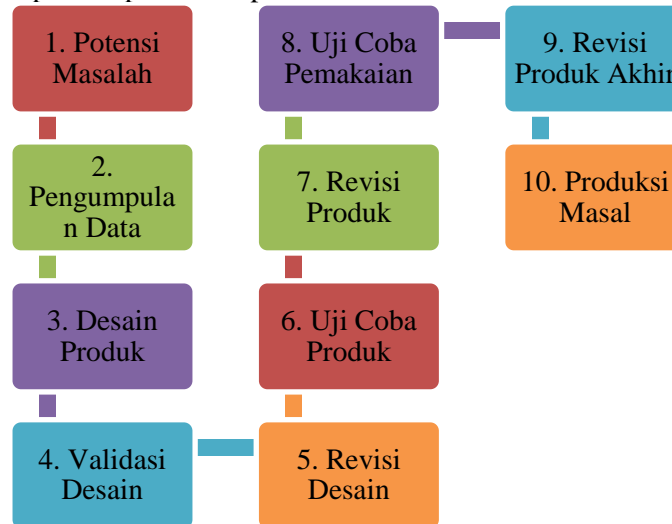 1. Potensi
Masalah
2.
Pengumpula
n Data
3. Desain
Produk
4. Validasi
Desain
5. Revisi
Desain
6. Uji Coba
Produk
7. Revisi
Produk
8. Uji Coba
Pemakaian
9. Revisi
Produk Akhir
10. Produksi
Masal